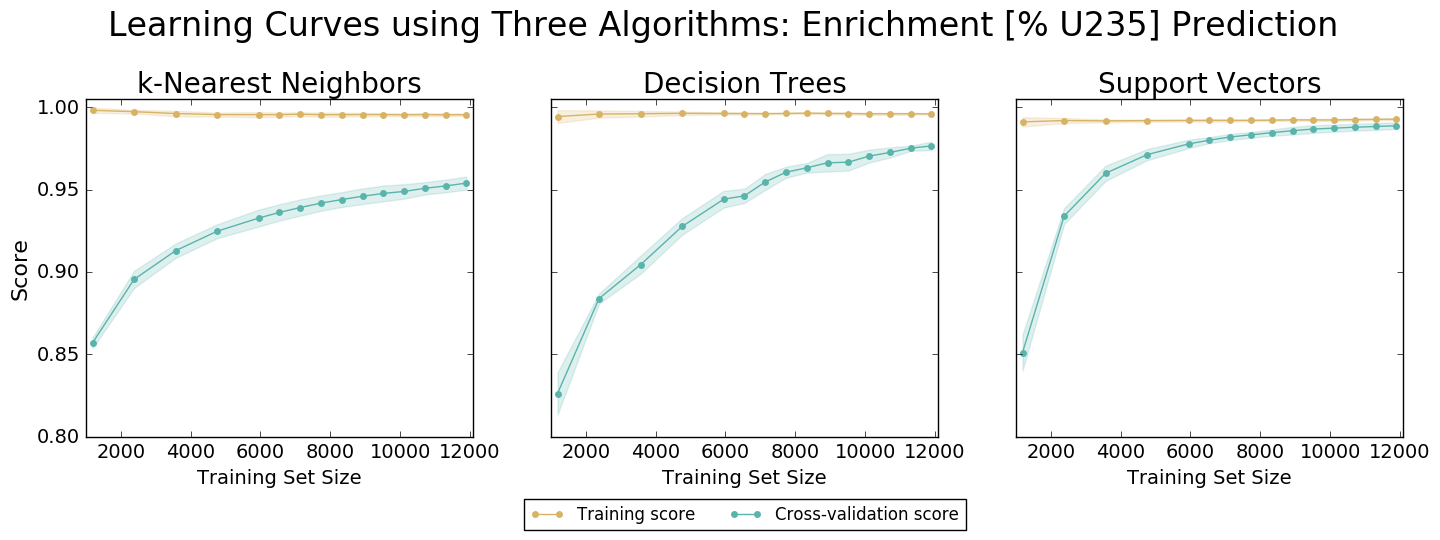 Learning Curves using Three Algorithms: Enrichment [% U235] Prediction
k-Nearest Neighbors
Decision Trees
Support Vectors
1.00
0.95
0.90
0.85
0.80
Score
2000 4000 6000 8000 10000 12000
2000 4000 6000 8000 10000 12000
2000 4000 6000 8000 10000 12000
Training Set Size
Training Set Size
Training Set Size
Training score
Cross-validation score